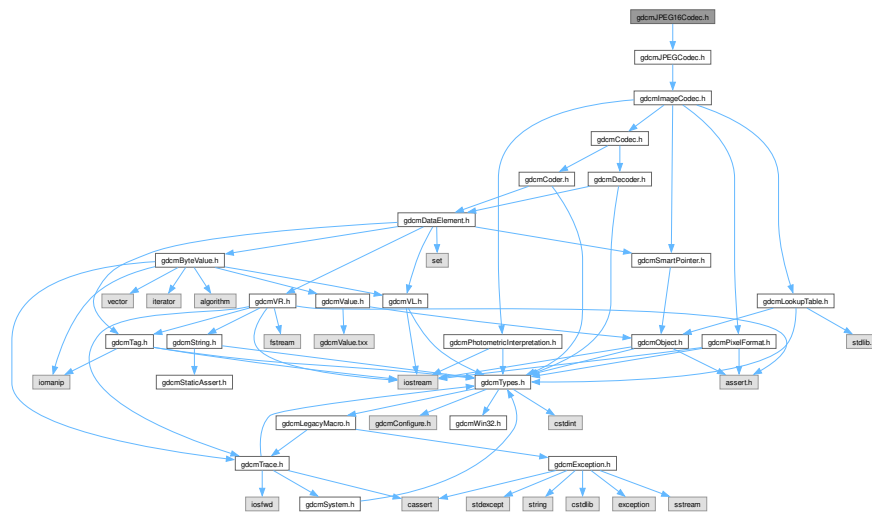 gdcmJPEG16Codec.h
gdcmJPEGCodec.h
gdcmImageCodec.h
gdcmCodec.h
gdcmCoder.h
gdcmDecoder.h
gdcmDataElement.h
gdcmByteValue.h
set
gdcmSmartPointer.h
vector
iterator
algorithm
gdcmVR.h
gdcmValue.h
gdcmVL.h
gdcmLookupTable.h
gdcmTag.h
gdcmString.h
fstream
gdcmValue.txx
gdcmPhotometricInterpretation.h
gdcmObject.h
gdcmPixelFormat.h
stdlib.
iomanip
gdcmStaticAssert.h
iostream
gdcmTypes.h
assert.h
gdcmLegacyMacro.h
gdcmConfigure.h
gdcmWin32.h
cstdint
gdcmTrace.h
gdcmException.h
iosfwd
gdcmSystem.h
cassert
stdexcept
string
cstdlib
exception
sstream